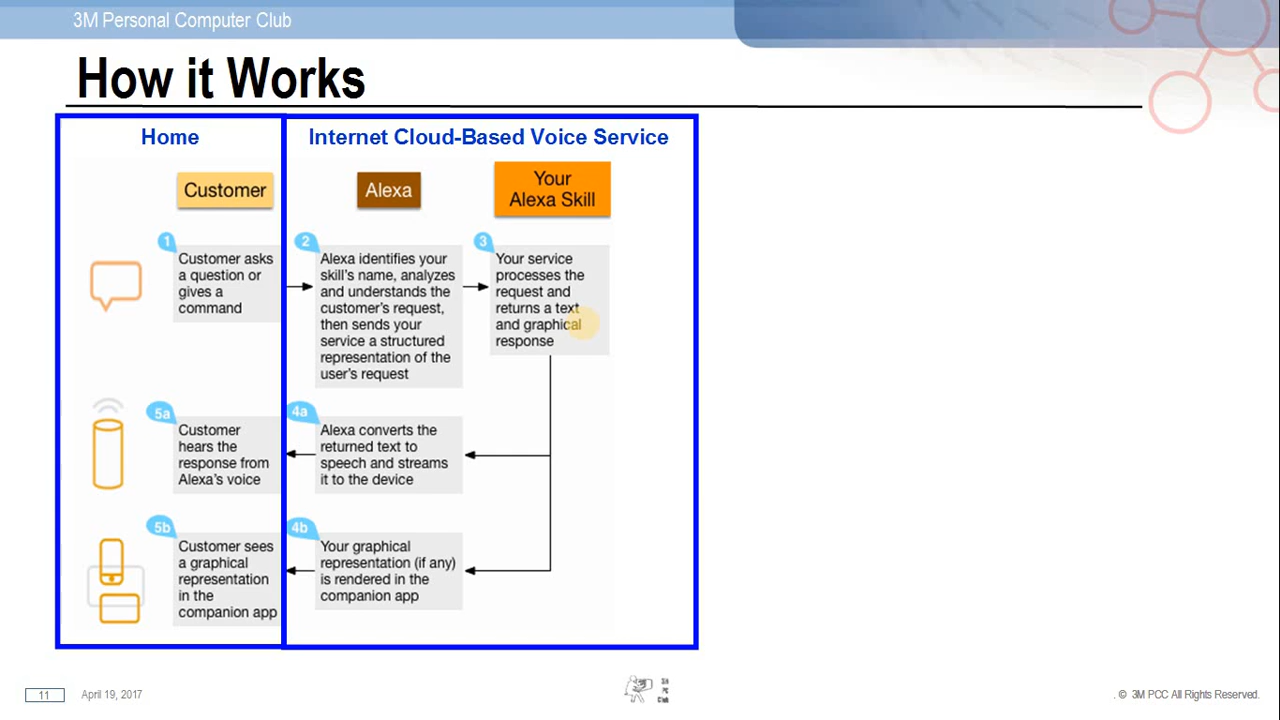 3M Personal Computer Club
How it Works
Home
Internet Cloud-Based Voice Service
Customer
Alexa
Your
Alexa Skill
1
Customer asks
a question or
gives a
command
2
Alexa identifies your
skill's name, analyzes
and understands the
customer's request,
then sends your
service a structured
representation of the
user's request
3
Your service
processes the
request and
returns a text
and graphical
response
5a
Customer
hears the
response from
Alexa's voice
4a
Alexa converts the
returned text to
speech and streams
it to the device
5b
Customer sees
a graphical
representation
in the
companion app
4b
Your graphical
representation (if any)
is rendered in the
companion app
11
April 19, 2017
3M
PC
Club
. © 3M PCC All Rights Reserved.